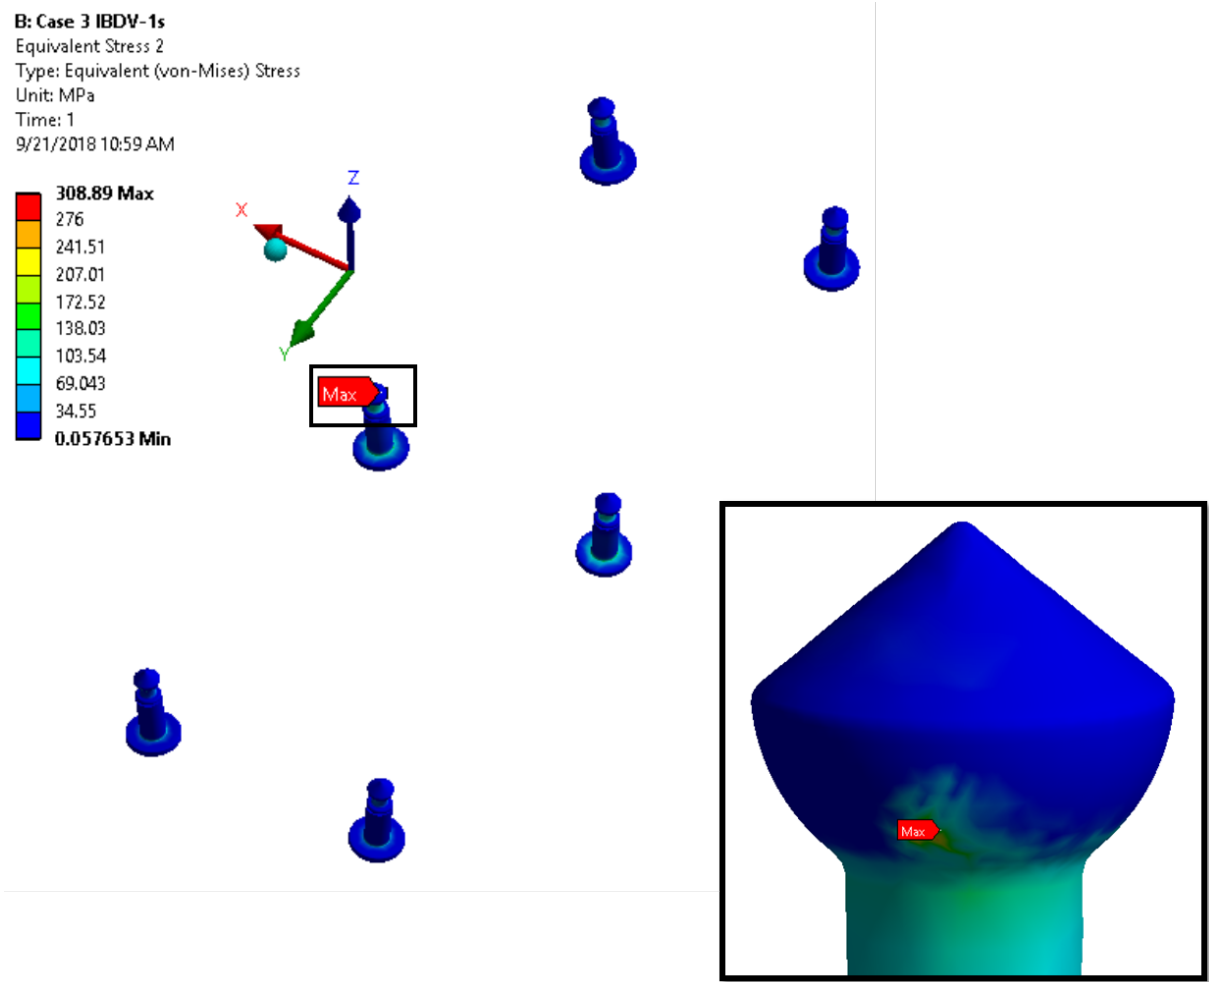 B: Case 3 IBDV-1s
Equivalent Stress 2
Type: Equivalent (von-Mises) Stress
Unit: MPa
Time: 1
9/21/2018 10:59 AM
308.89 Max
276
241.51
207.01
172.52
138.03
103.54
69.043
34.55
0.057653 Min
Z
X
Y
Max
Max